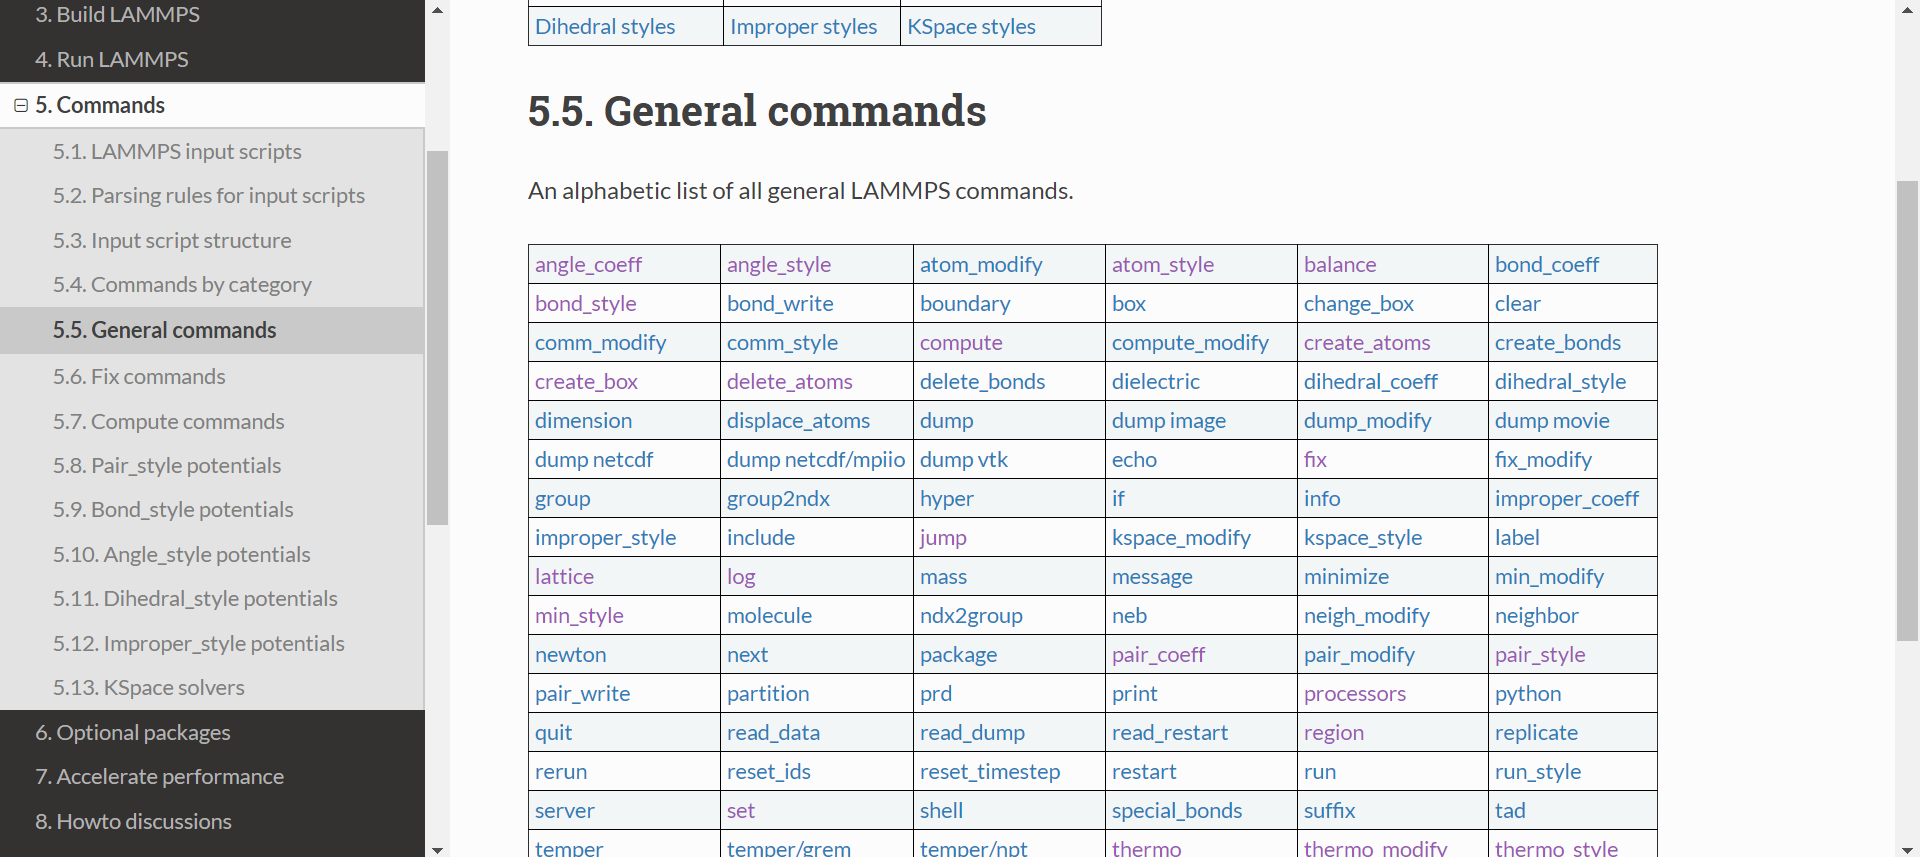 3. Build LAMMPS
4. Run LAMMPS
5. Commands
5.1. LAMMPS input scripts
5.2. Parsing rules for input scripts
5.3. Input script structure
5.4. Commands by category
5.5. General commands
5.6. Fix commands
5.7. Compute commands
5.8. Pair_style potentials
5.9. Bond_style potentials
5.10. Angle_style potentials
5.11. Dihedral_style potentials
5.12. Improper_style potentials
5.13. KSpace solvers
6. Optional packages
7. Accelerate performance
8. Howto discussions
Dihedral styles Improper styles KSpace styles
5.5. General commands
An alphabetic list of all general LAMMPS commands.
angle_coeff angle_style atom_modify atom_style balance bond_coeff
bond_style bond_write boundary box change_box clear
comm_modify comm_style compute compute_modify create_atoms create_bonds
create_box delete_atoms delete_bonds dielectric dihedral_coeff dihedral_style
dimension displace_atoms dump dump image dump_modify dump movie
dump netcdf dump netcdf/mpiio dump vtk echo fix fix_modify
group group2ndx hyper if info improper_coeff
improper_style include jump kspace_modify kspace_style label
lattice log mass message minimize min_modify
min_style molecule ndx2group neb neigh_modify neighbor
newton next package pair_coeff pair_modify pair_style
pair_write partition prd print processors python
quit read_data read_dump read_restart region replicate
rerun reset_ids reset_timestep restart run run_style
server set shell special_bonds suffix tad
temper temper/grem temper/npt thermo thermo_modify thermo_style